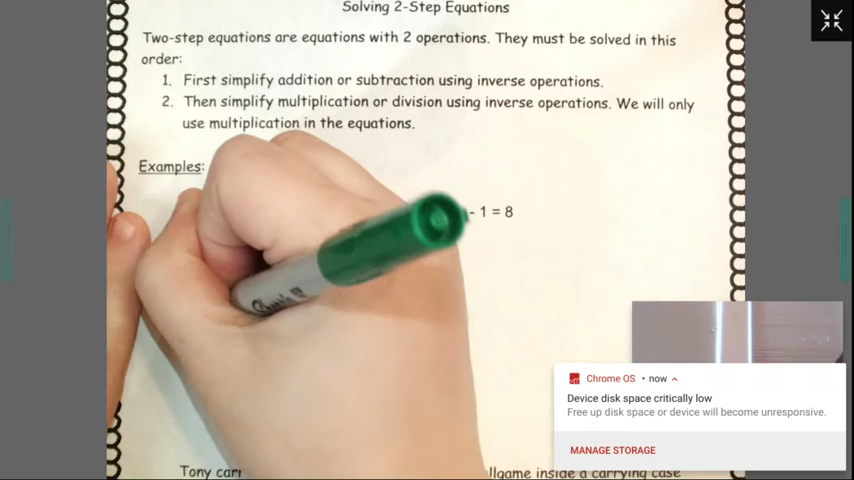 Solving 2-Step Equations
Two-step equations are equations with 2 operations. They must be solved in this
order:
1. First simplify addition or subtraction using inverse operations.
2. Then simplify multiplication or division using inverse operations. We will only
use multiplication in the equations.
Examples:
- 1 = 8
Chrome OS • now
Device disk space critically low
Free up disk space or device will become unresponsive.
MANAGE STORAGE
Tony inside a carrying case